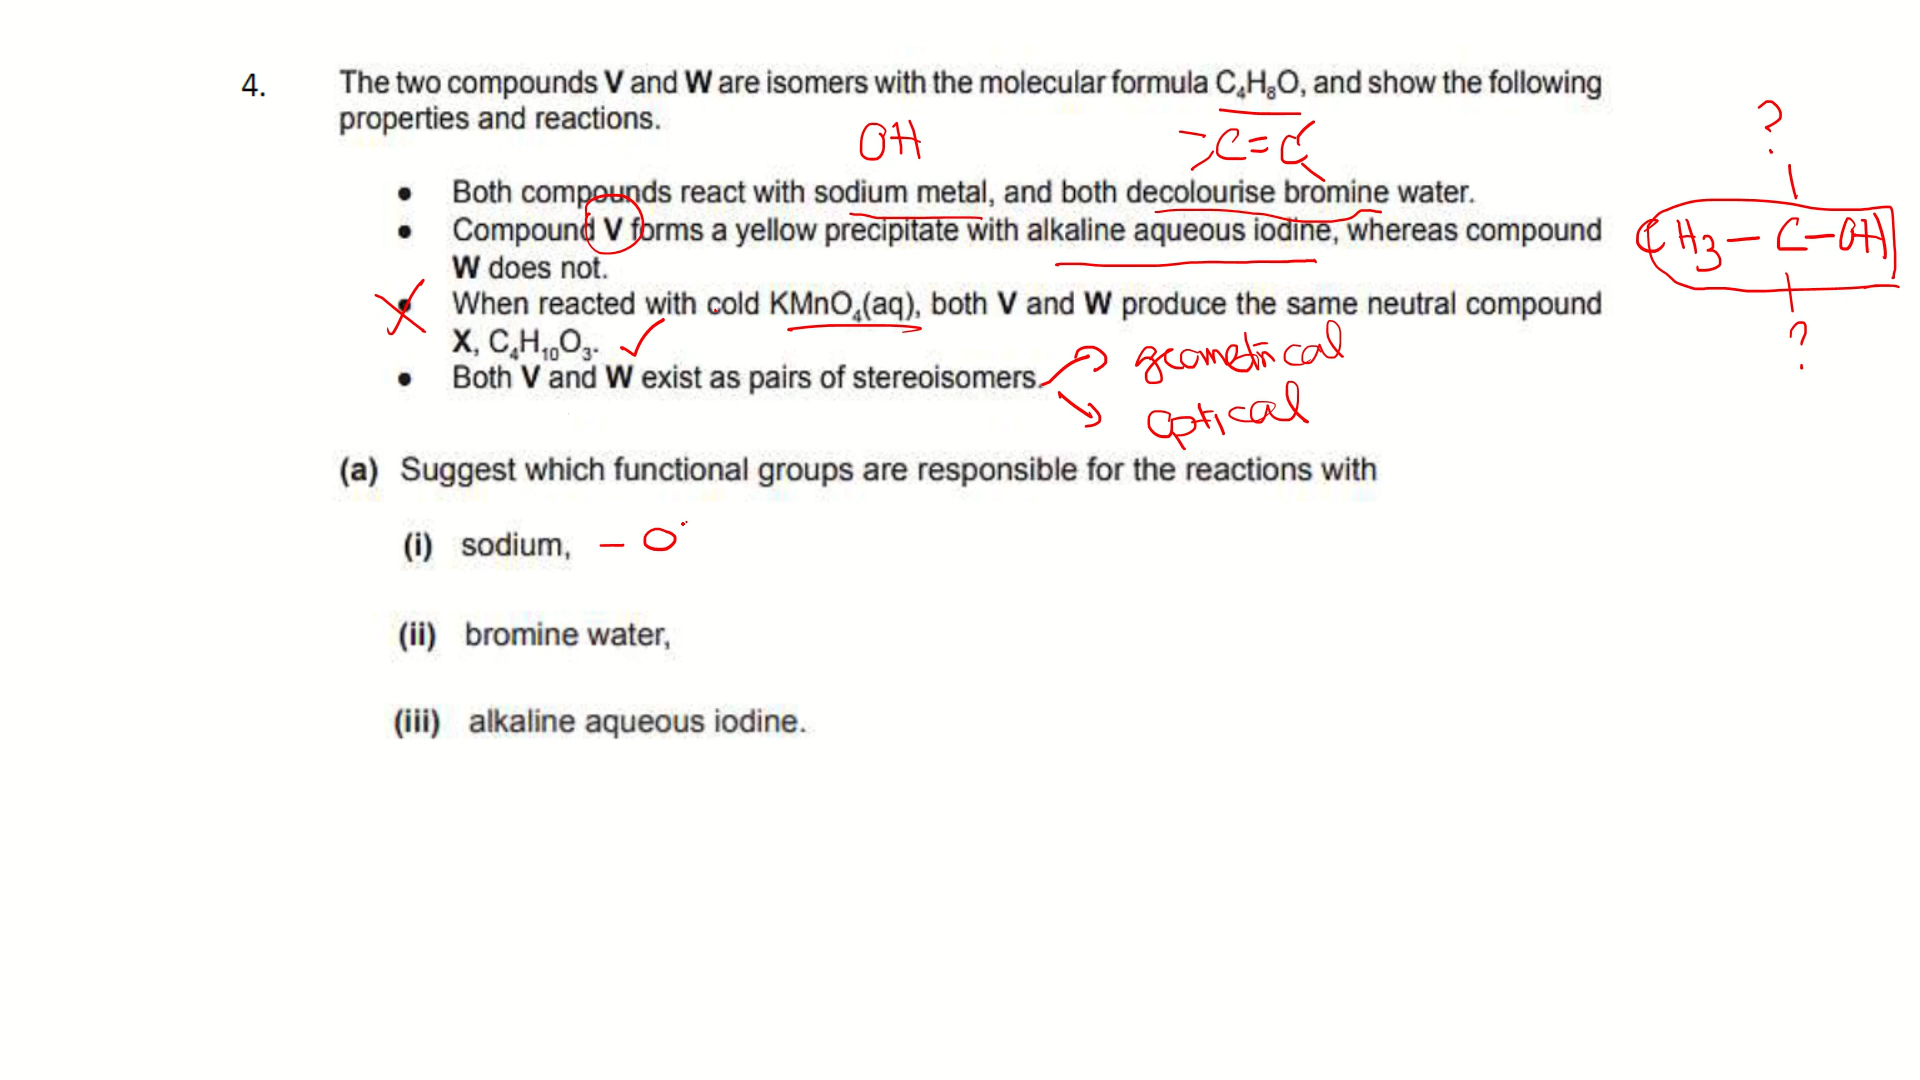 4. The two compounds V and W are isomers with the molecular formula C₄H₈O, and show the following
properties and reactions.
OH
>C=C
?
• Both compounds react with sodium metal, and both decolourise bromine water.
• Compound V forms a yellow precipitate with alkaline aqueous iodine, whereas compound
CH3-C-OH
W does not.
• When reacted with cold KMnO₄(aq), both V and W produce the same neutral compound
X, C₄H₁₀O₃.
?
geometrical
• Both V and W exist as pairs of stereoisomers.
optical
(a) Suggest which functional groups are responsible for the reactions with
(i) sodium, - O
(ii) bromine water,
(iii) alkaline aqueous iodine.